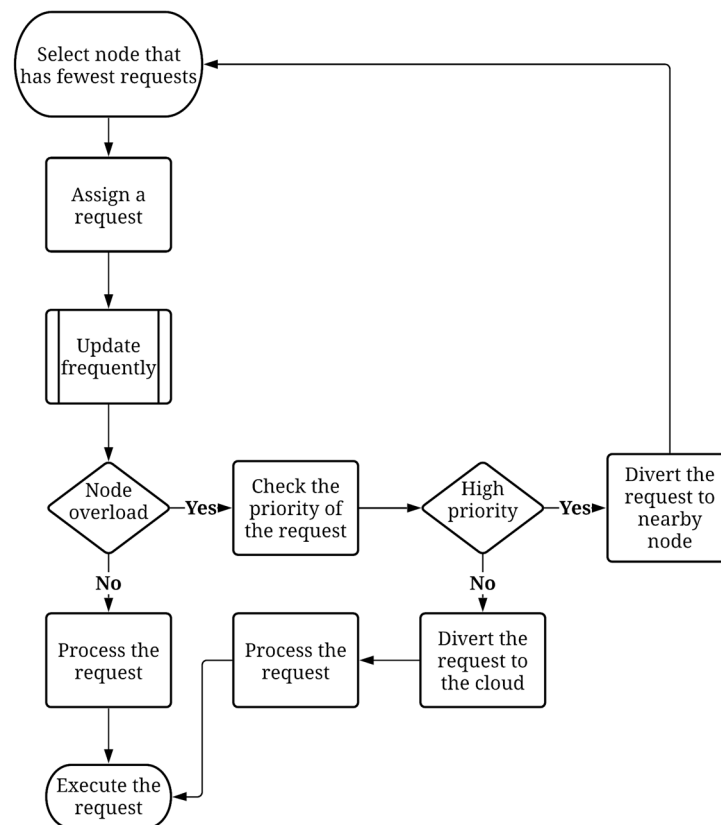 Select node that
has fewest requests
Assign a
request
Update
frequently
Node
overload
Yes
Check the
priority of
the request
High
priority
Yes
Divert the
request to
nearby
node
No
No
Process the
request
Process the
request
Divert the
request to
the cloud
Execute the
request